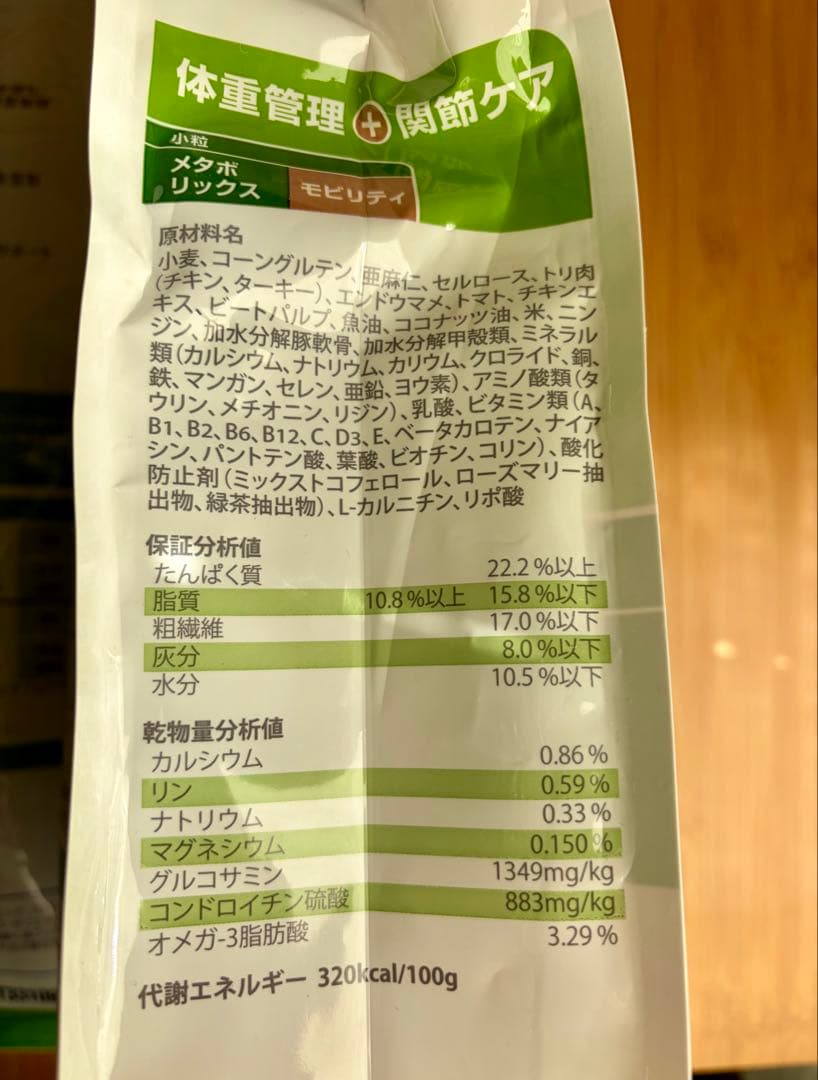 体重管理+関節ケア
小粒
メタボ
リックス
モビリティ
原材料名
小麦、コーングルテン、亜麻仁、セルロース、トリ肉
(チキン、ターキー)、エンドウマメ、トマト、チキンエ
キス、ビートパルプ、魚油、ココナッツ油、米、ニン
ジン、加水分解豚軟骨、加水分解甲殻類、ミネラル
類(カルシウム、ナトリウム、カリウム、クロライド、銅、
鉄、マンガン、セレン、亜鉛、ヨウ素)、アミノ酸類(タ
ウリン、メチオニン、リジン)、乳酸、ビタミン類(A、
B1、B2、B6、B12、C、D3、E、ベータカロテン、ナイア
シン、パントテン酸、葉酸、ビオチン、コリン)、酸化
防止剤(ミックストコフェロール、ローズマリー抽
出物、緑茶抽出物)、L-カルニチン、リポ酸
保証分析値
たんぱく質 22.2%以上
脂質 10.8%以上 15.8%以下
粗繊維 17.0%以下
灰分 8.0%以下
水分 10.5%以下
乾物量分析値
カルシウム 0.86%
リン 0.59%
ナトリウム 0.33%
マグネシウム 0.150%
グルコサミン 1349mg/kg
コンドロイチン硫酸 883mg/kg
オメガ-3脂肪酸 3.29%
代謝エネルギー 320kcal/100g